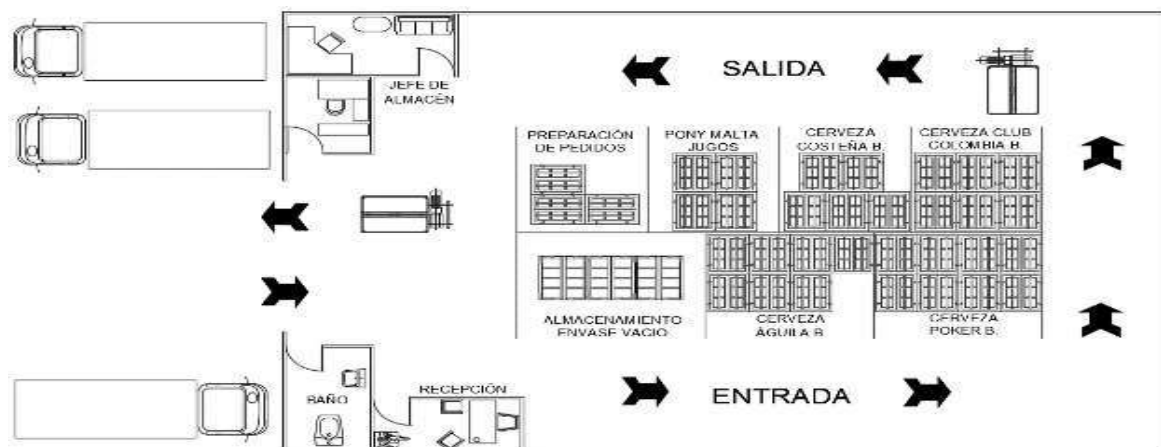 SALIDA
JEFE DE
ALMACÉN
PREPARACIÓN
DE PEDIDOS
PONY MALTA
JUGOS
CERVEZA
COSTEÑA B.
CERVEZA CLUB
COLOMBIA B.
ALMACENAMIENTO
ENVASE VACIO
CERVEZA
ÁGUILA B
CERVEZA
POKER B.
BAÑO
RECEPCIÓN
ENTRADA